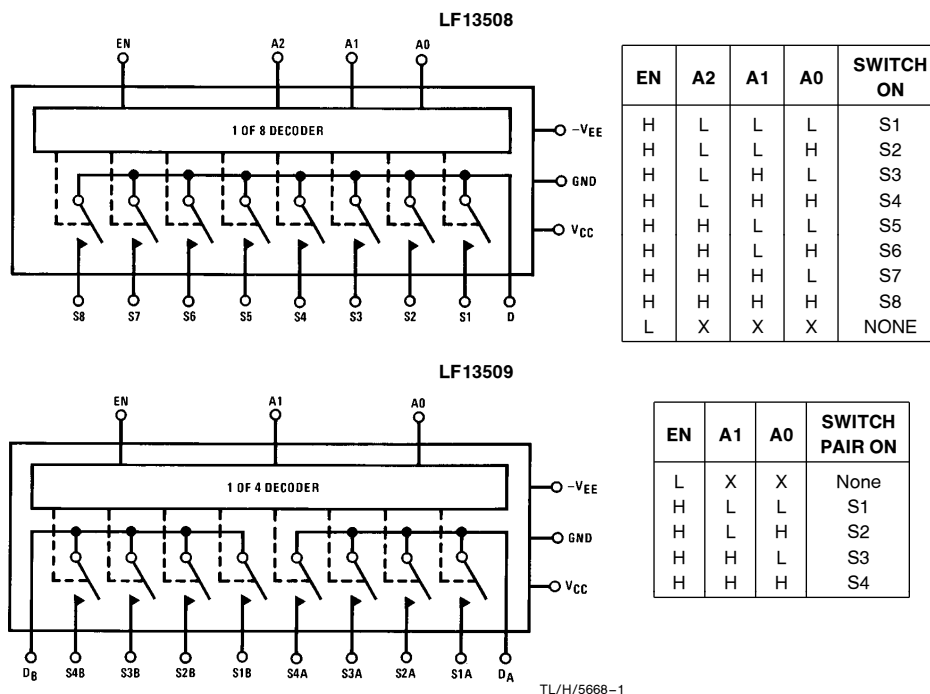 LF13508
EN A2 A1 A0
1 OF 8 DECODER
–VEE
GND
VCC
S8 S7 S6 S5 S4 S3 S2 S1 D
EN A2 A1 A0 SWITCH ON
H L L L S1
H L L H S2
H L H L S3
H L H H S4
H H L L S5
H H L H S6
H H H L S7
H H H H S8
L X X X NONE
LF13509
EN A1 A0
1 OF 4 DECODER
–VEE
GND
VCC
DB S4B S3B S2B S1B S4A S3A S2A S1A DA
EN A1 A0 SWITCH PAIR ON
L X X None
H L L S1
H L H S2
H H L S3
H H H S4
TL/H/5668–1